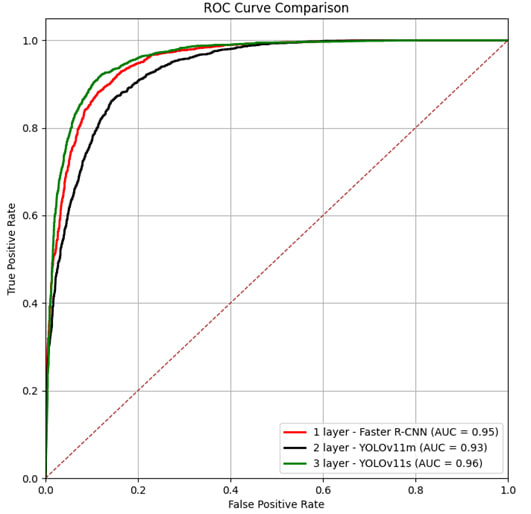 ROC Curve Comparison
True Positive Rate
1.0
0.8
0.6
0.4
0.2
0.0
0.0 0.2 0.4 0.6 0.8 1.0
False Positive Rate
1 layer - Faster R-CNN (AUC = 0.95)
2 layer - YOLOv11m (AUC = 0.93)
3 layer - YOLOv11s (AUC = 0.96)